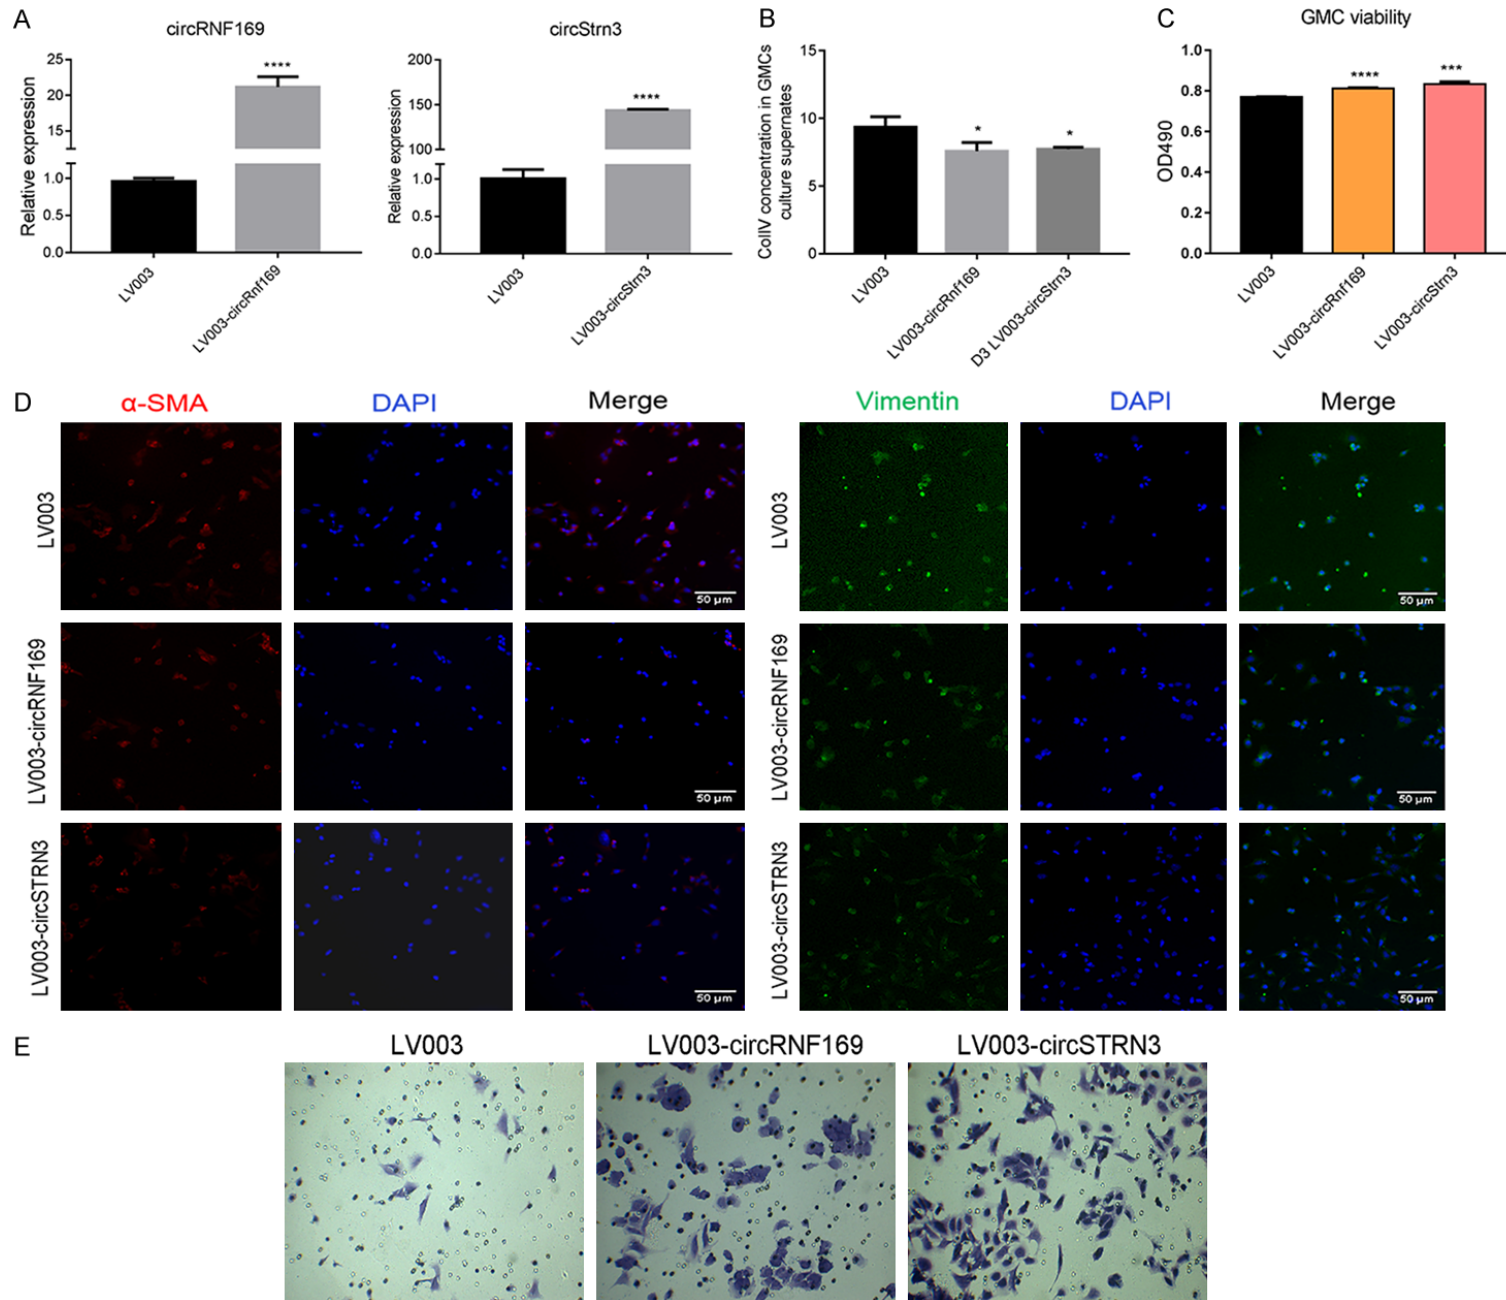 A
circRNF169
Relative expression
25
20
15
1.0
0.5
0.0
****
LV003
LV003-circRnf169
circStrn3
Relative expression
200
150
100
1.0
0.5
0.0
****
LV003
LV003-circStrn3
B
ColIV concentration in GMCs
culture supernates
15
10
5
0
*
*
LV003
LV003-circRnf169
D3 LV003-circStrn3
C
GMC viability
OD490
1.0
0.8
0.6
0.4
0.2
0.0
****
***
LV003
LV003-circRnf169
LV003-circStrn3
D
α-SMA
DAPI
Merge
Vimentin
DAPI
Merge
LV003
50 μm
LV003
50 μm
LV003-circRNF169
50 μm
LV003-circRNF169
50 μm
LV003-circSTRN3
50 μm
LV003-circSTRN3
50 μm
E
LV003
LV003-circRNF169
LV003-circSTRN3